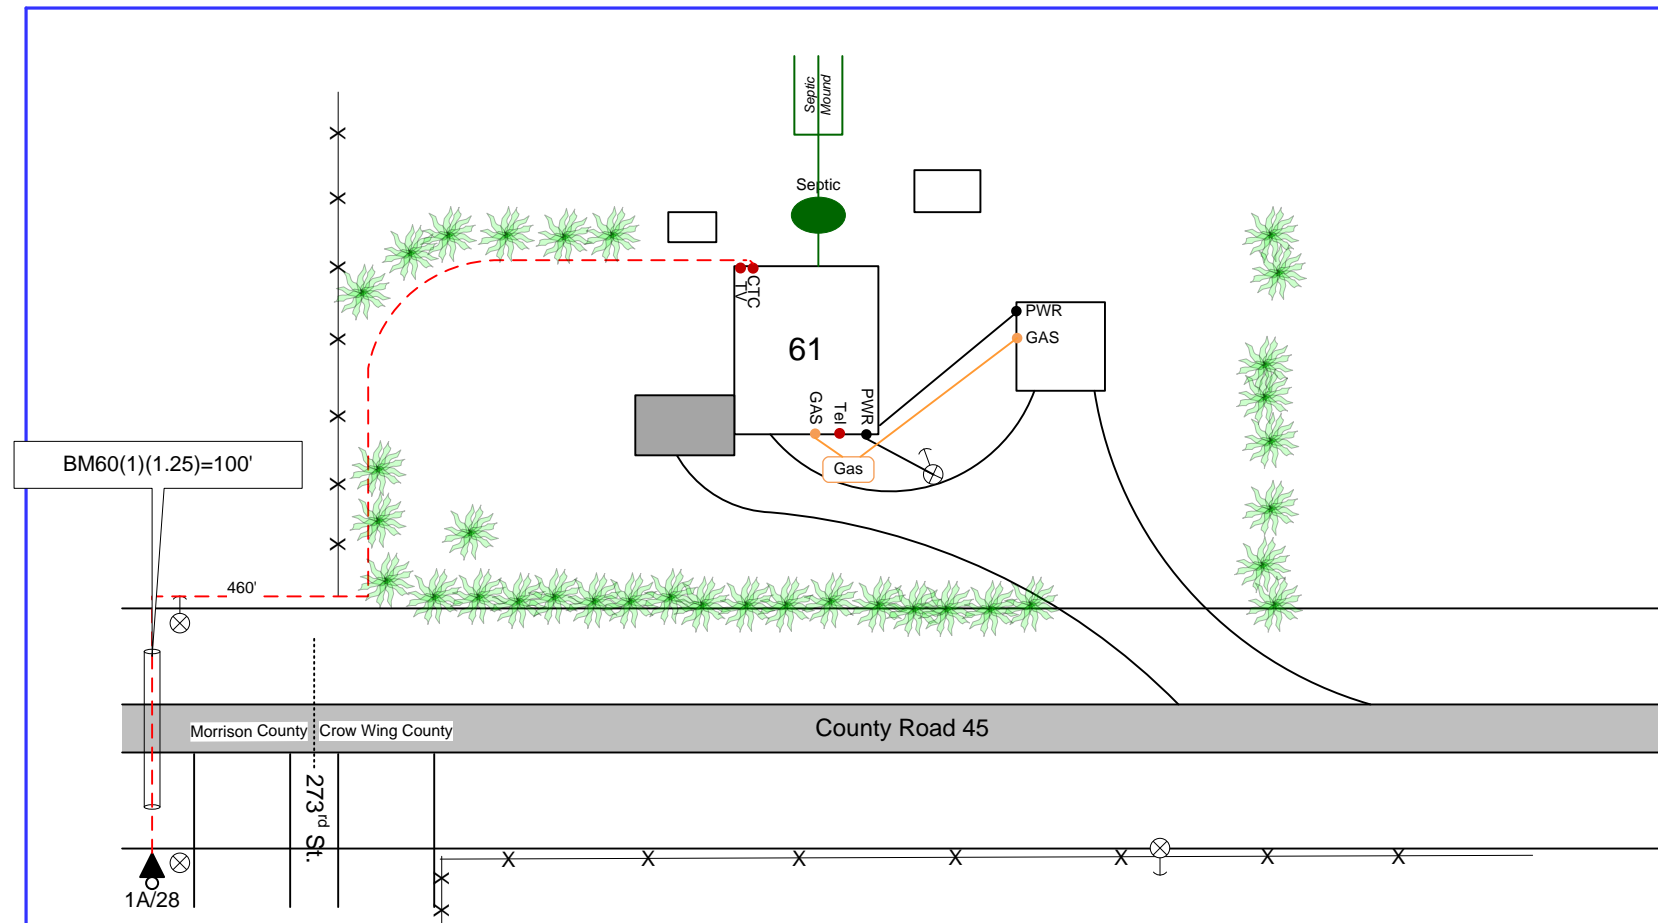 Septic
Mound
Septic
CTC
TV
PWR
GAS
61
GAS
Tel
PWR
BM60(1)(1.25)=100'
Gas
460'
Morrison County
Crow Wing County
County Road 45
273rd St.
1A/28